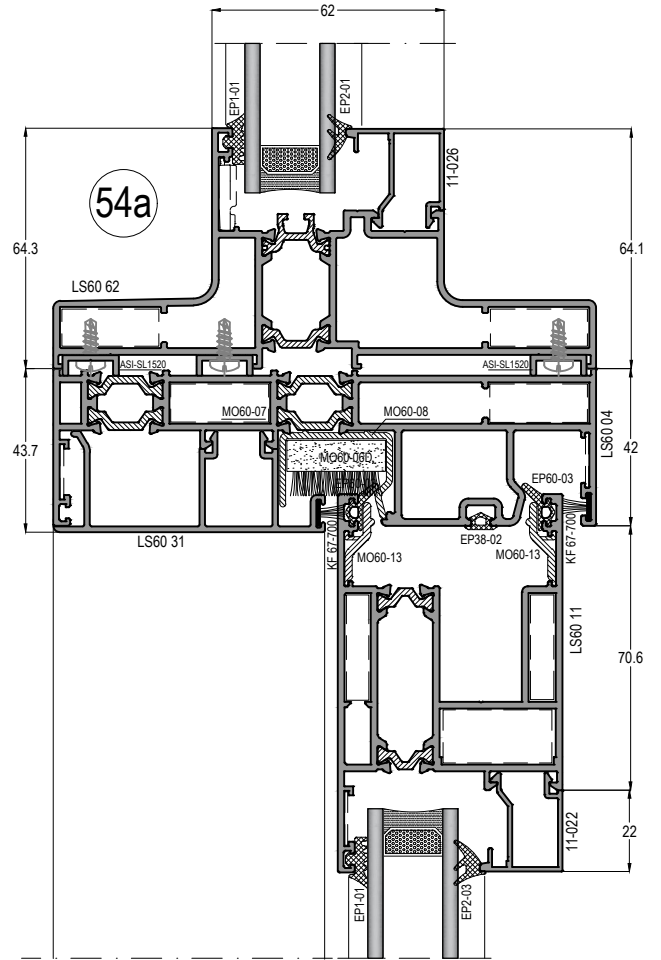 62
EP1-01
EP2-01
11-026
54a
64.3
64.1
LS60 62
ASI-SL1520
ASI-SL1520
MO60-07
MO60-08
LS60 04
43.7
42
MO60-06D
EP60-03
KF 67-700
EP38-02
KF 67-700
LS60 31
MO60-13
MO60-13
LS60 11
70.6
11-022
22
EP1-01
EP2-03